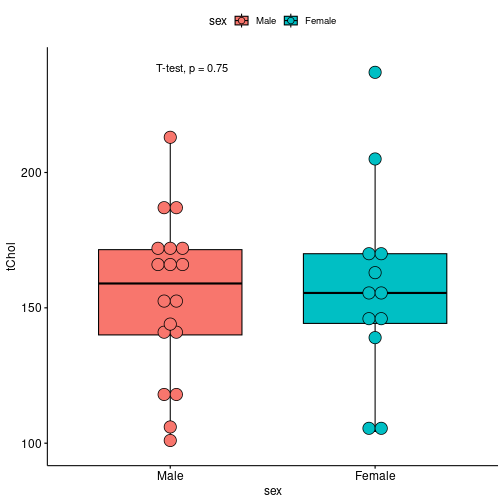 sex Male Female
T-test, p = 0.75
tChol
200
150
100
Male Female
sex